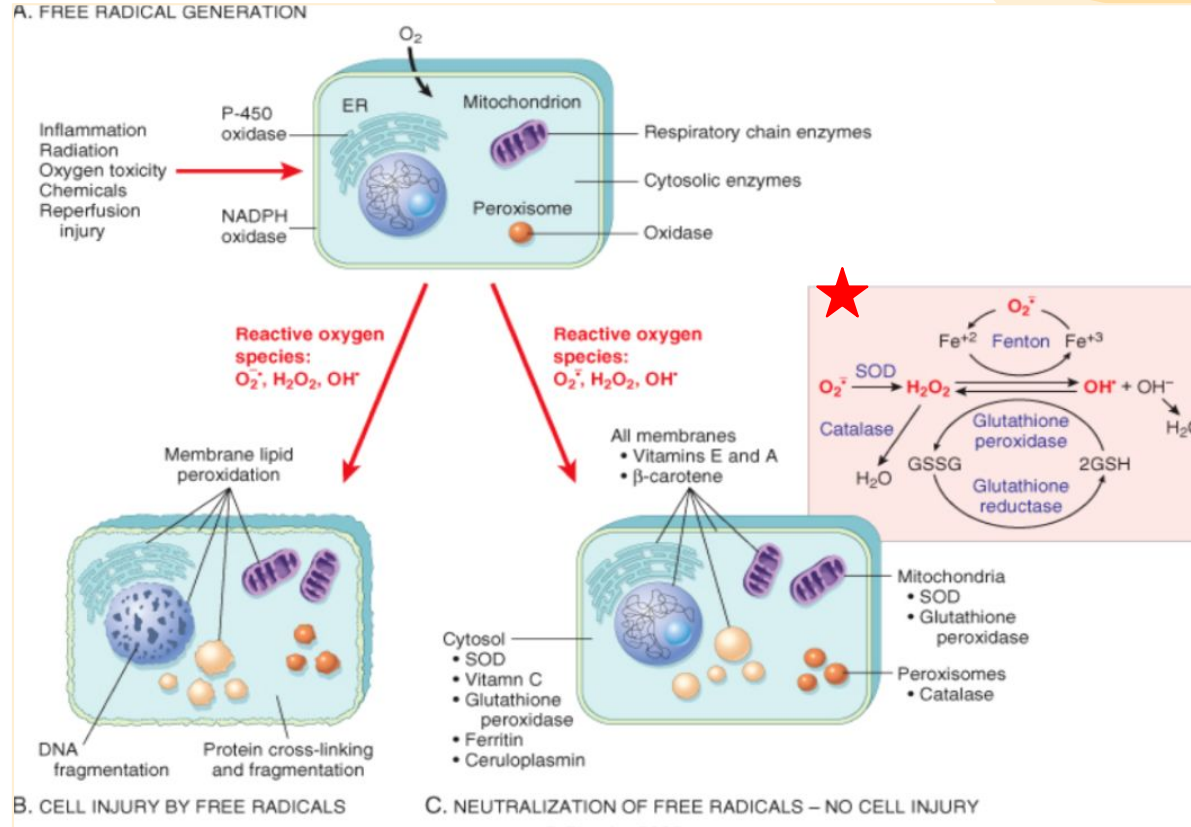 A. FREE RADICAL GENERATION
O₂
ER
Mitochondrion
P-450
oxidase
Inflammation
Radiation
Oxygen toxicity
Chemicals
Reperfusion
injury
Respiratory chain enzymes
Cytosolic enzymes
NADPH
oxidase
Peroxisome
Oxidase
Reactive oxygen
species:
O₂⁻•, H₂O₂, OH•
Reactive oxygen
species:
O₂⁻•, H₂O₂, OH•
O₂⁻•
Fe⁺²
Fenton
Fe⁺³
O₂⁻•
SOD
H₂O₂
OH• + OH⁻
Catalase
Glutathione
peroxidase
H₂O
H₂O
GSSG
2GSH
Glutathione
reductase
Membrane lipid
peroxidation
All membranes
• Vitamins E and A
• β-carotene
Mitochondria
• SOD
• Glutathione
peroxidase
Cytosol
• SOD
• Vitamn C
• Glutathione
peroxidase
• Ferritin
• Ceruloplasmin
Peroxisomes
• Catalase
DNA
fragmentation
Protein cross-linking
and fragmentation
B. CELL INJURY BY FREE RADICALS
C. NEUTRALIZATION OF FREE RADICALS – NO CELL INJURY